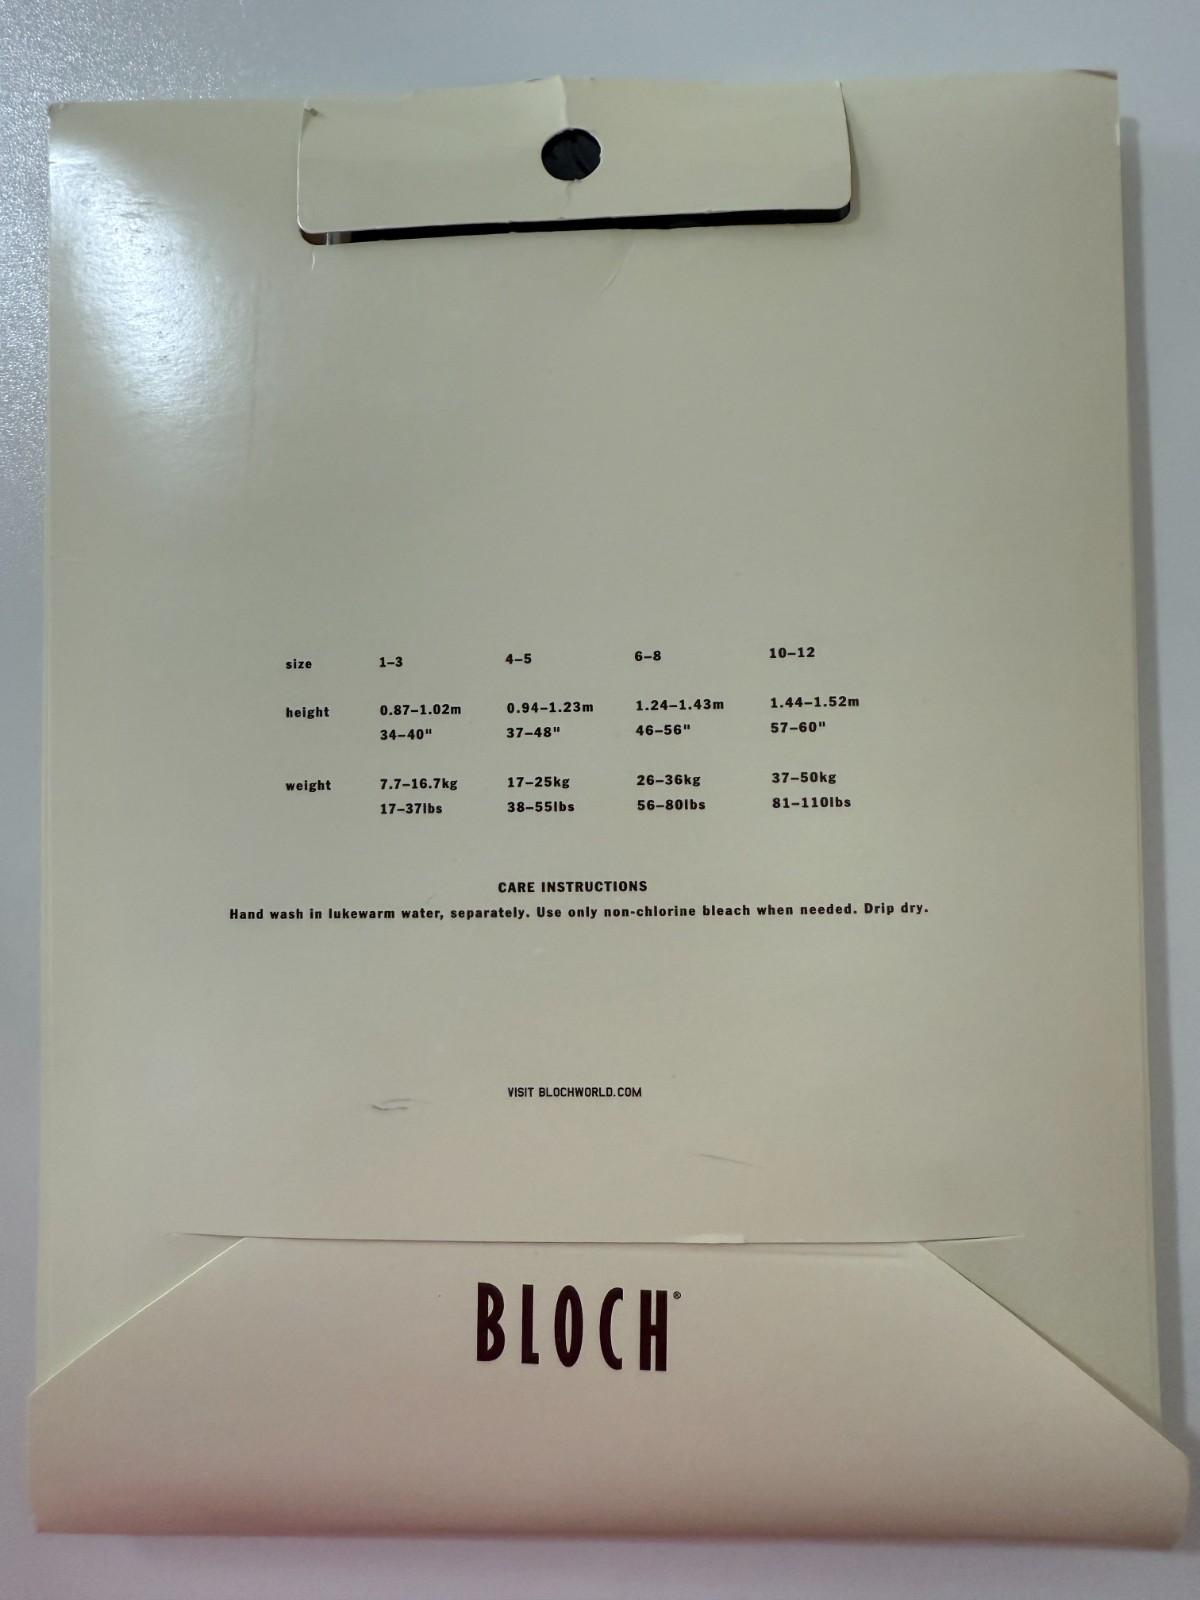 size 1–3 4–5 6–8 10–12
height 0.87–1.02m 0.94–1.23m 1.24–1.43m 1.44–1.52m
34–40" 37–48" 46–56" 57–60"
weight 7.7–16.7kg 17–25kg 26–36kg 37–50kg
17–37lbs 38–55lbs 56–80lbs 81–110lbs
CARE INSTRUCTIONS
Hand wash in lukewarm water, separately. Use only non-chlorine bleach when needed. Drip dry.
VISIT BLOCHWORLD.COM
BLOCH®